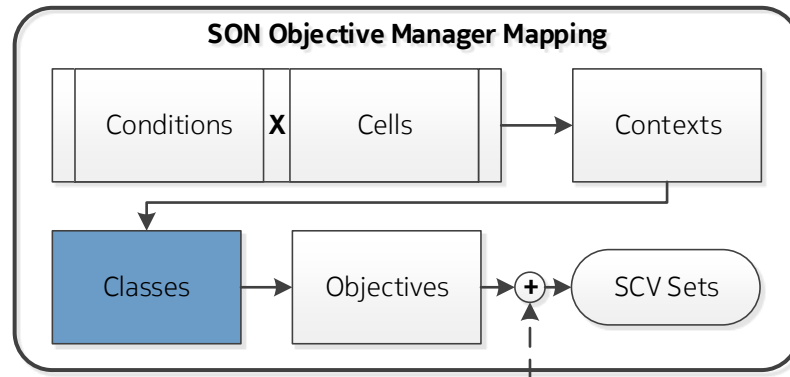 SON Objective Manager Mapping
Conditions X Cells Contexts
Classes Objectives + SCV Sets